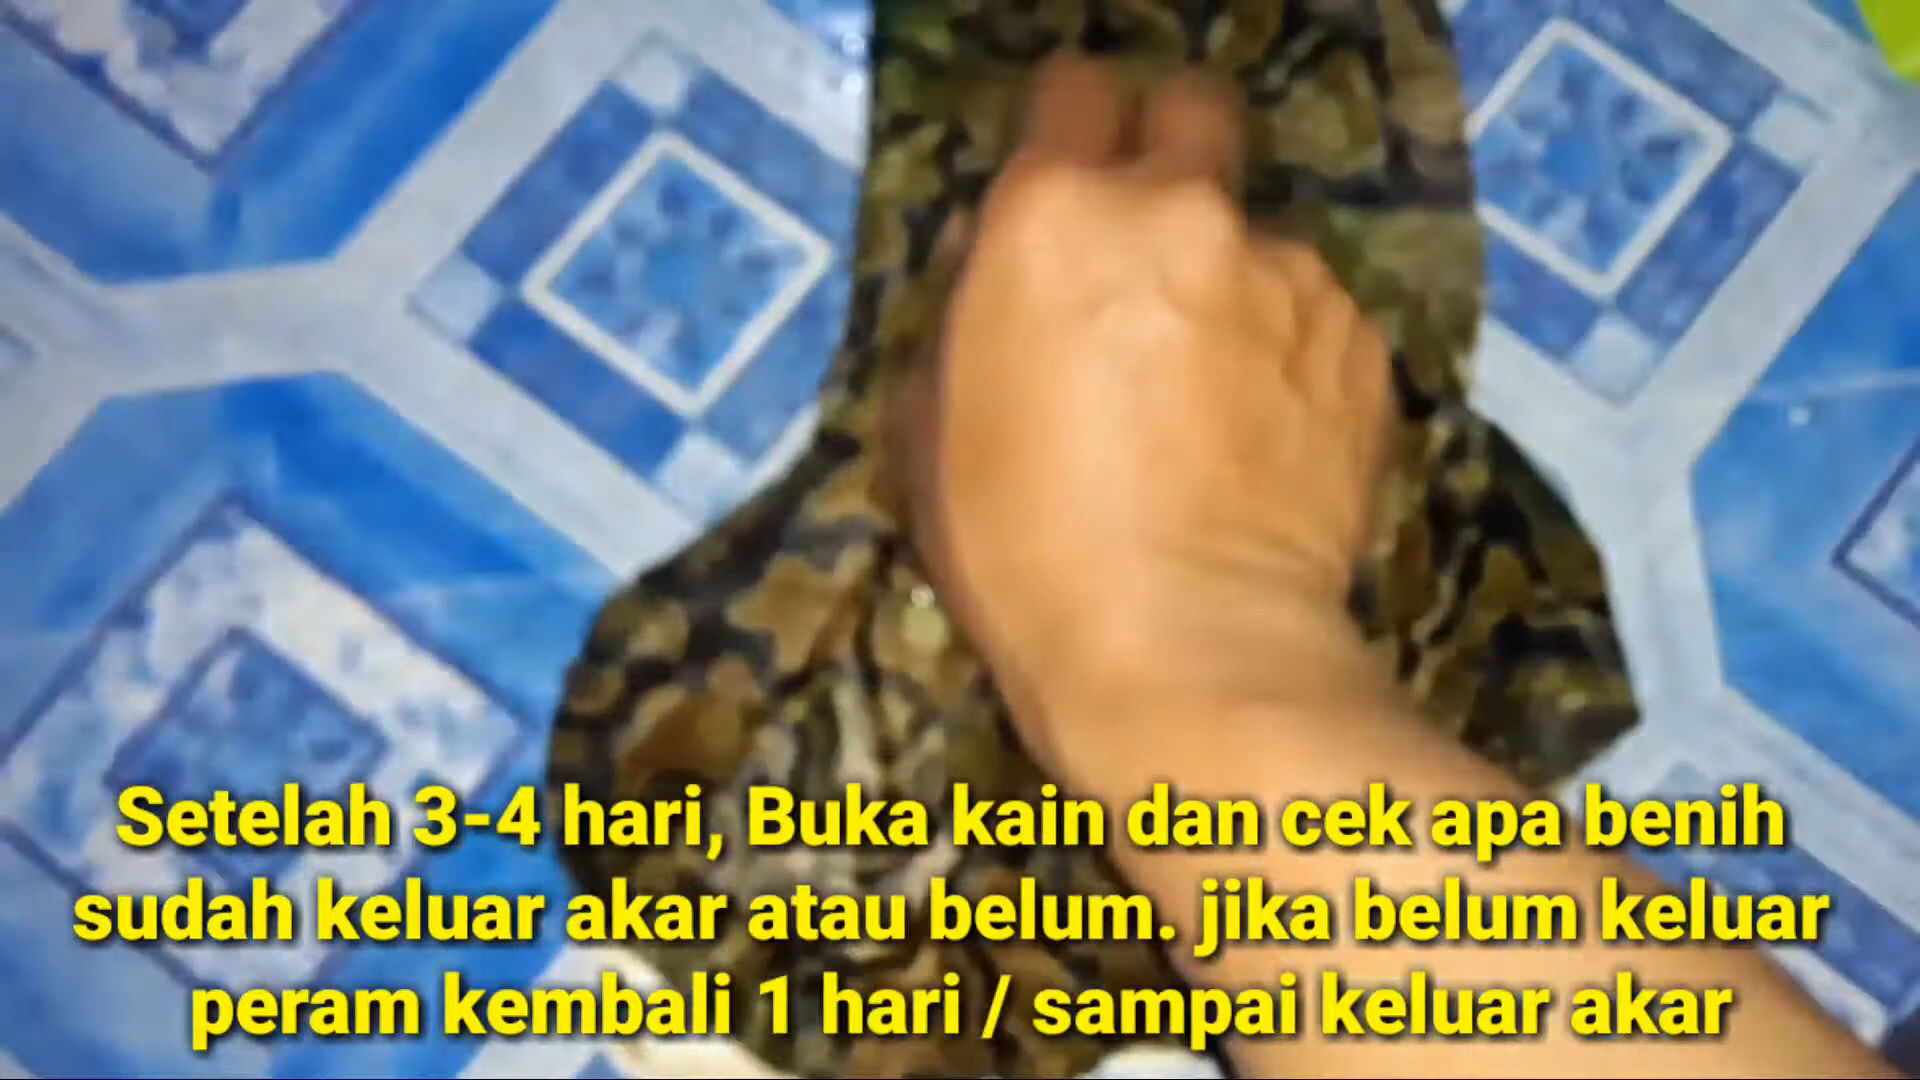 Setelah 3-4 hari, Buka kain dan cek apa benih
sudah keluar akar atau belum. jika belum keluar
peram kembali 1 hari / sampai keluar akar